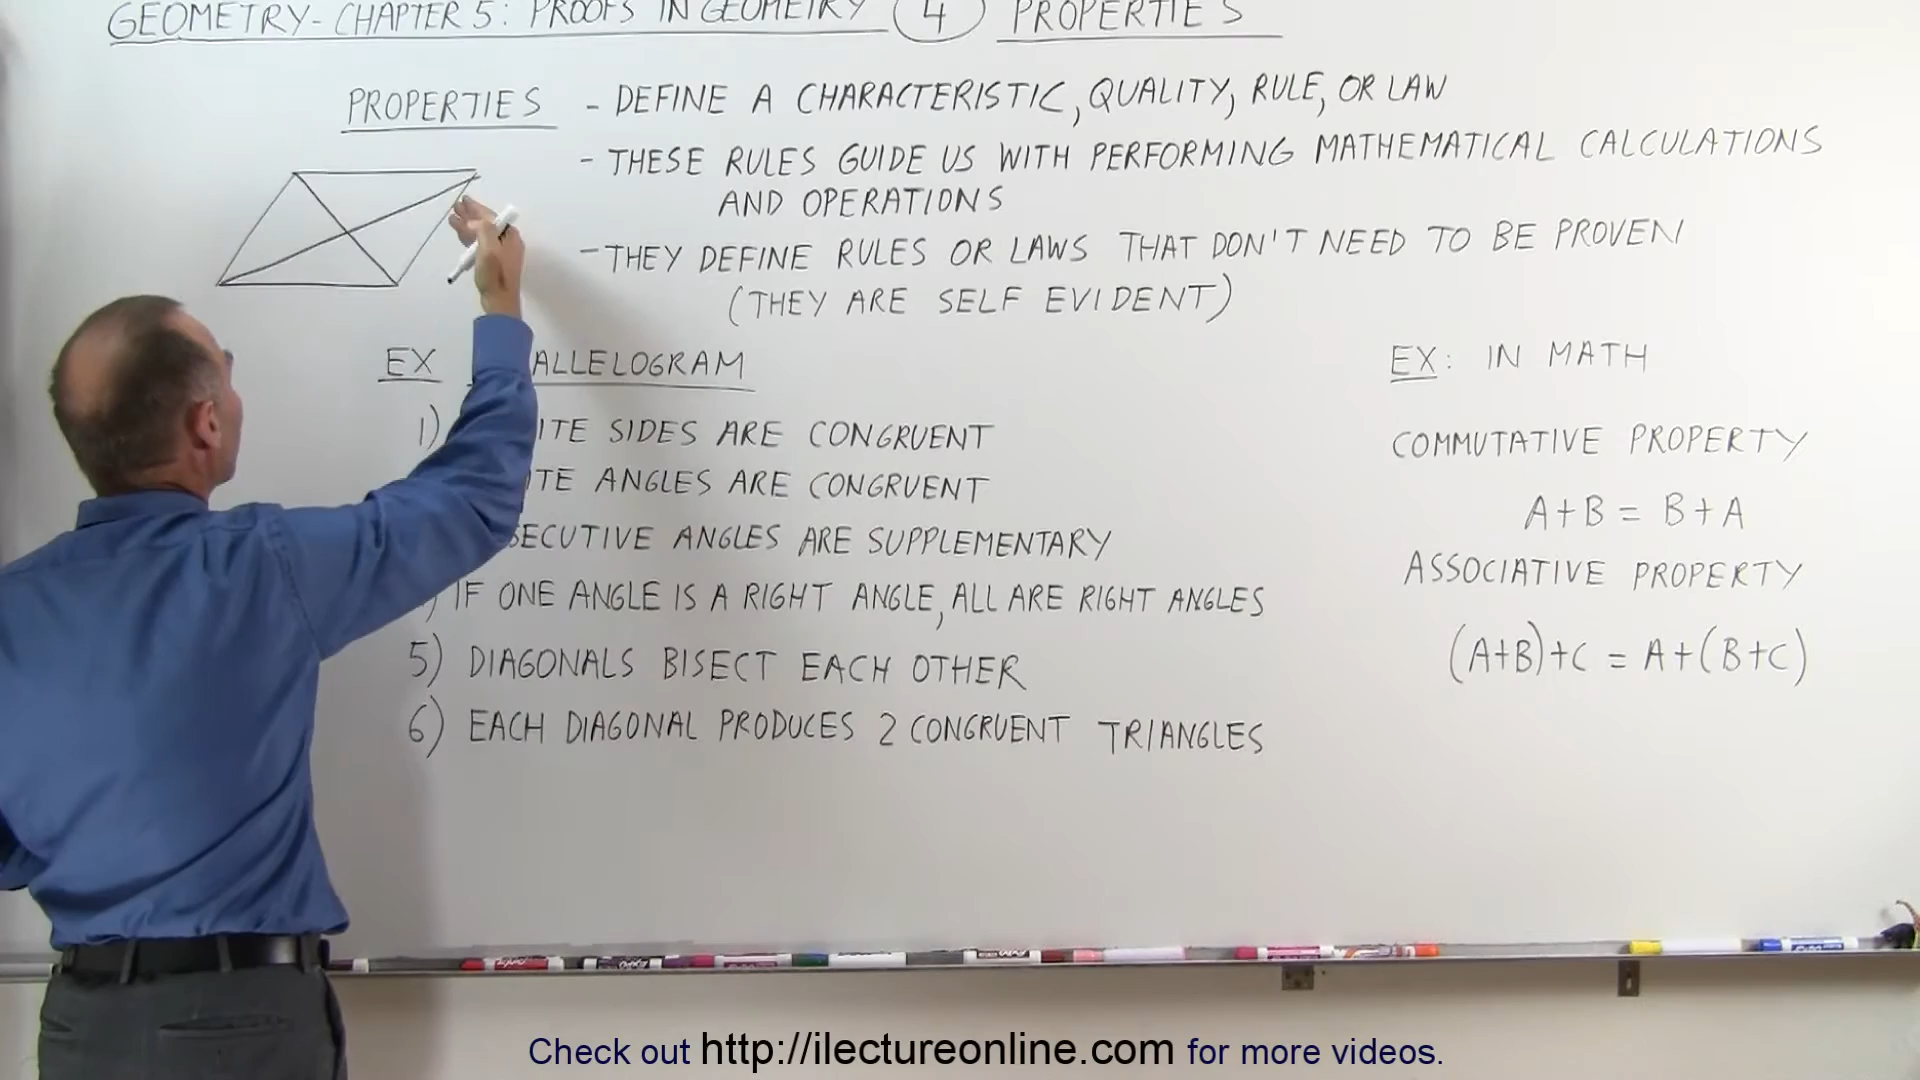 GEOMETRY - CHAPTER 5: PROOFS IN GEOMETRY 4 PROPERTIES
PROPERTIES - DEFINE A CHARACTERISTIC, QUALITY, RULE, OR LAW
- THESE RULES GUIDE US WITH PERFORMING MATHEMATICAL CALCULATIONS
AND OPERATIONS
- THEY DEFINE RULES OR LAWS THAT DON'T NEED TO BE PROVEN
(THEY ARE SELF EVIDENT)
EX ALLELOGRAM
1) ITE SIDES ARE CONGRUENT
ITE ANGLES ARE CONGRUENT
SECUTIVE ANGLES ARE SUPPLEMENTARY
) IF ONE ANGLE IS A RIGHT ANGLE, ALL ARE RIGHT ANGLES
5) DIAGONALS BISECT EACH OTHER
6) EACH DIAGONAL PRODUCES 2 CONGRUENT TRIANGLES
EX: IN MATH
COMMUTATIVE PROPERTY
A+B = B+A
ASSOCIATIVE PROPERTY
(A+B)+C = A+(B+C)
Check out http://ilectureonline.com for more videos.